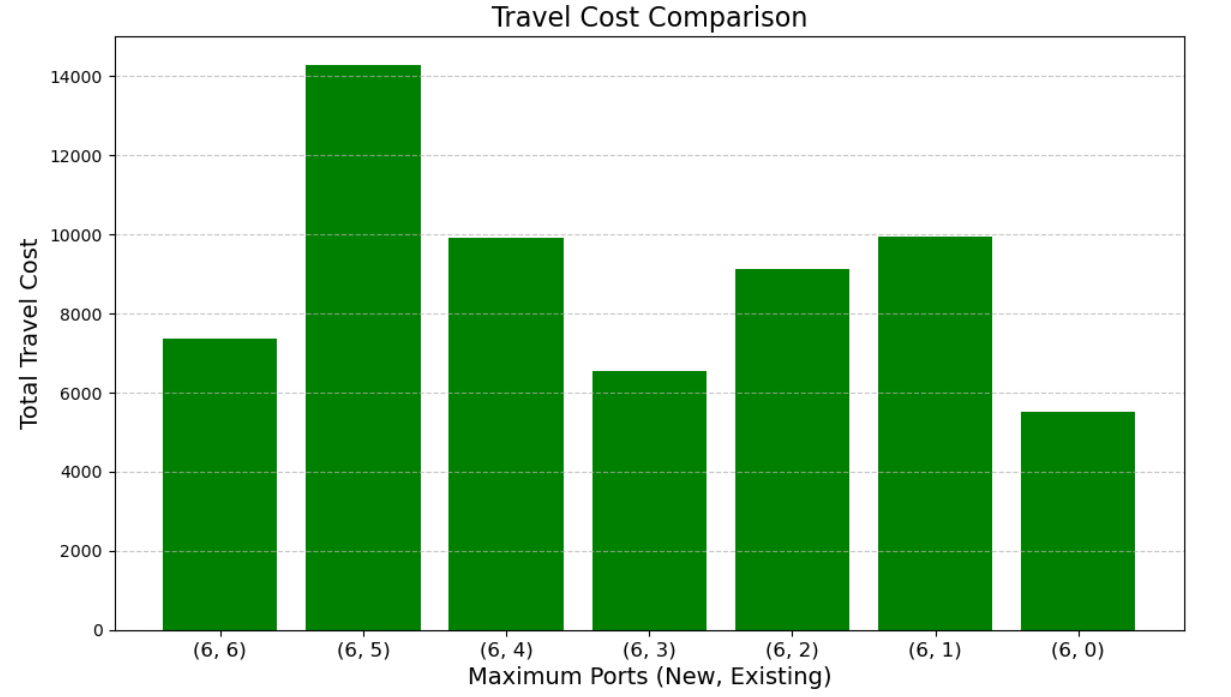 Travel Cost Comparison
Total Travel Cost
14000
12000
10000
8000
6000
4000
2000
0
(6, 6) (6, 5) (6, 4) (6, 3) (6, 2) (6, 1) (6, 0)
Maximum Ports (New, Existing)